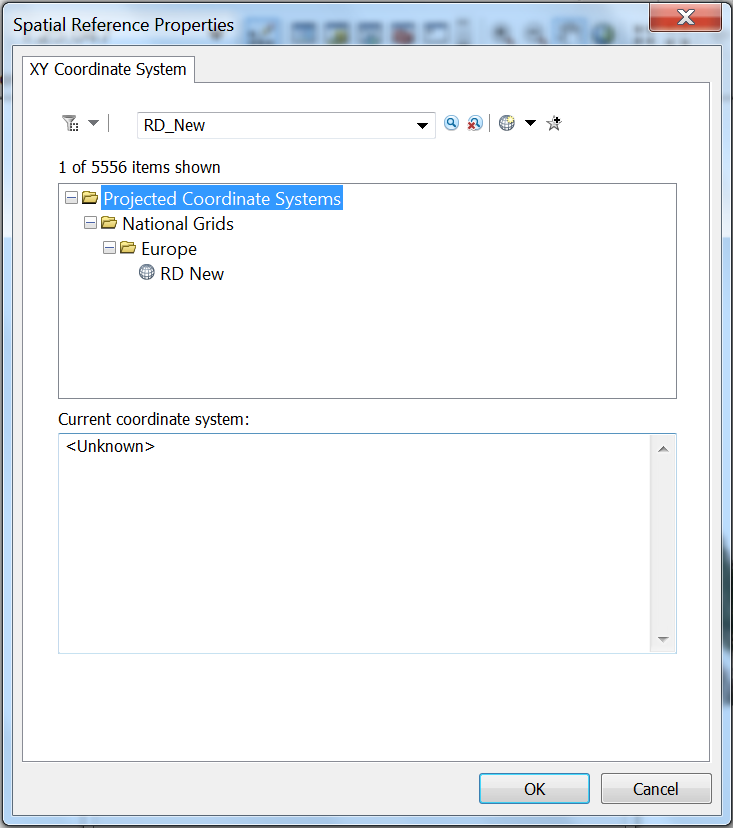 Spatial Reference Properties
XY Coordinate System
RD_New
1 of 5556 items shown
Projected Coordinate Systems
National Grids
Europe
RD New
Current coordinate system:
<Unknown>
OK Cancel